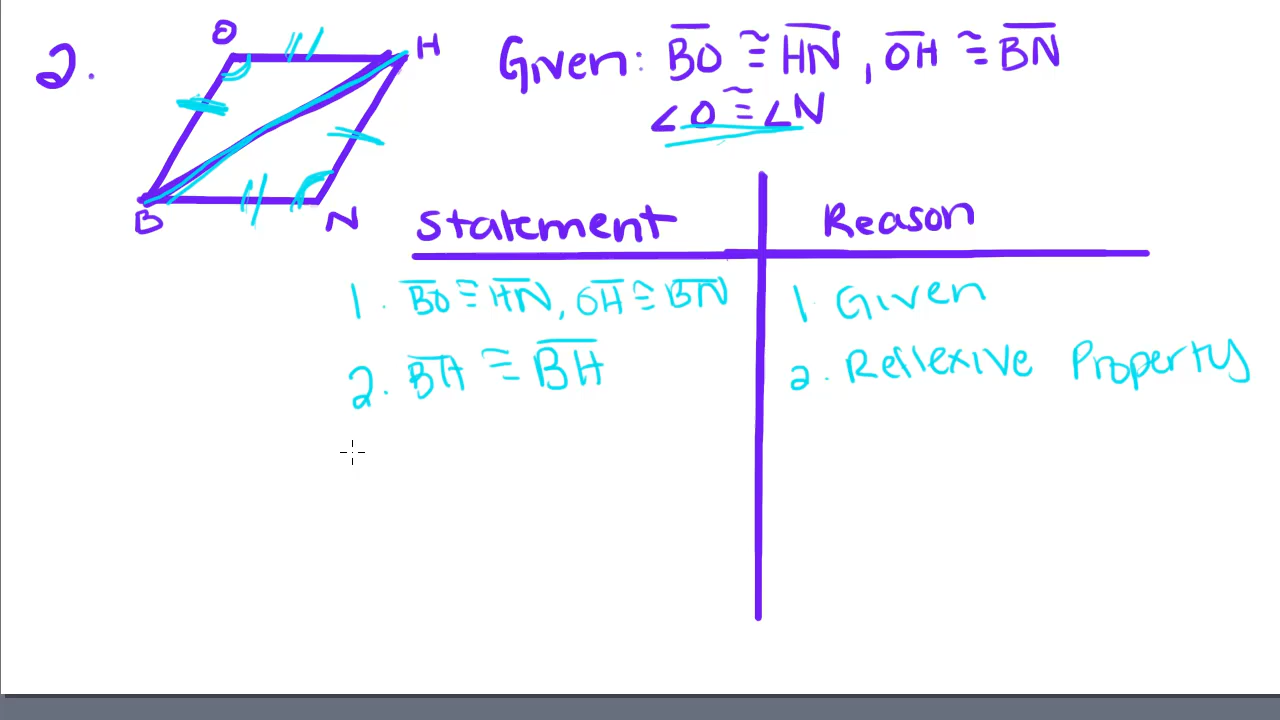 2.
O
H
B
N
Given: BO ≅ HN, OH ≅ BN
∠O ≅ ∠N
Statement
Reason
1. BO ≅ HN, OH ≅ BN
1. Given
2. BH ≅ BH
2. Reflexive Property